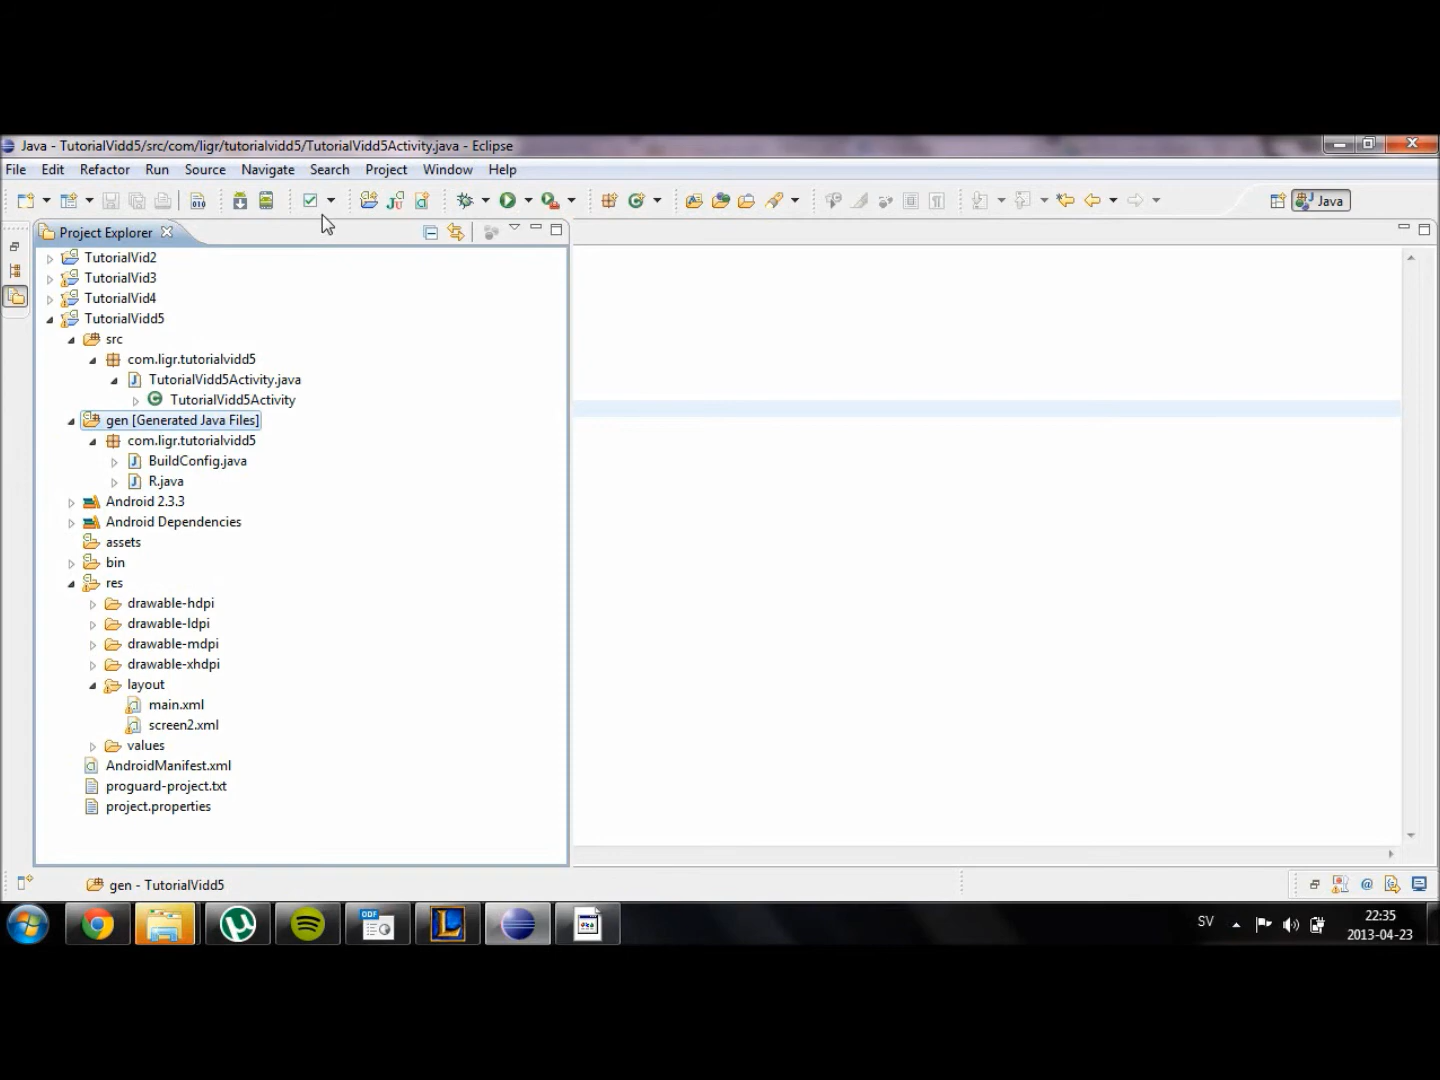 Java - TutorialVidd5/src/com/ligr/tutorialvidd5/TutorialVidd5Activity.java - Eclipse
File Edit Refactor Run Source Navigate Search Project Window Help
Java
Project Explorer
TutorialVid2
TutorialVid3
TutorialVid4
TutorialVidd5
src
com.ligr.tutorialvidd5
TutorialVidd5Activity.java
TutorialVidd5Activity
gen [Generated Java Files]
com.ligr.tutorialvidd5
BuildConfig.java
R.java
Android 2.3.3
Android Dependencies
assets
bin
res
drawable-hdpi
drawable-ldpi
drawable-mdpi
drawable-xhdpi
layout
main.xml
screen2.xml
values
AndroidManifest.xml
proguard-project.txt
project.properties
gen - TutorialVidd5
ODF
L
SV
22:35
2013-04-23